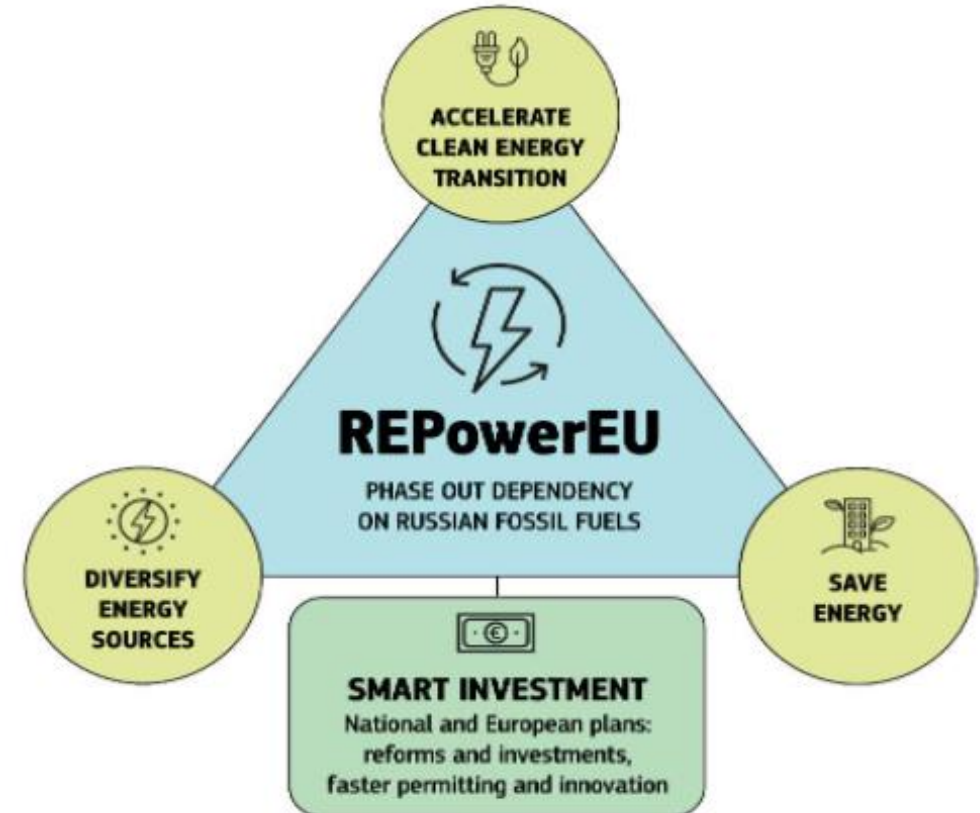 ACCELERATE
CLEAN ENERGY
TRANSITION
REPowerEU
PHASE OUT DEPENDENCY
ON RUSSIAN FOSSIL FUELS
DIVERSIFY
ENERGY
SOURCES
SAVE
ENERGY
€
SMART INVESTMENT
National and European plans:
reforms and investments,
faster permitting and innovation